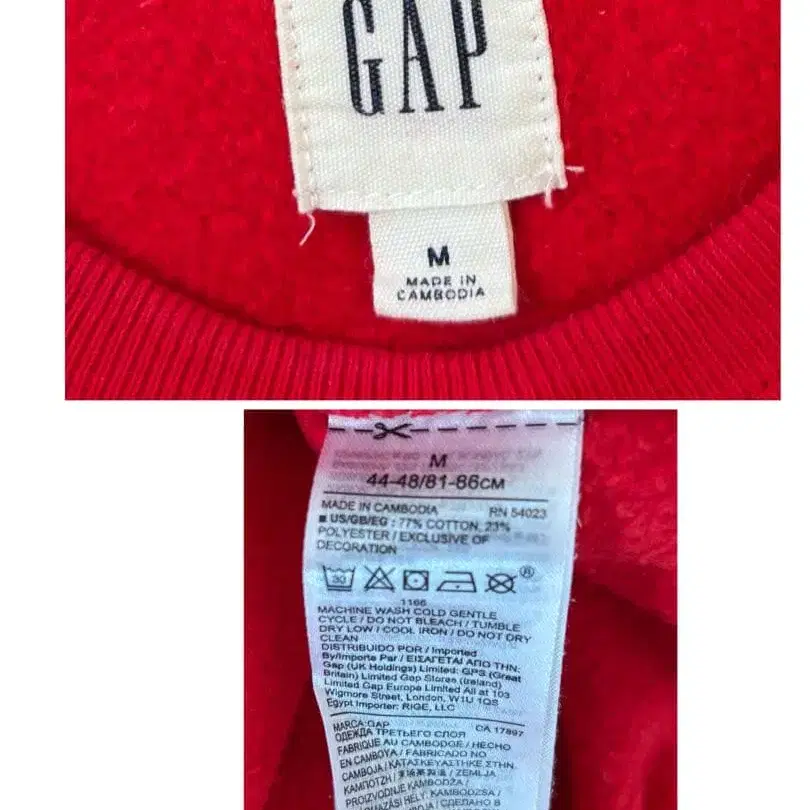 GAP
M
MADE IN
CAMBODIA
M
44-48/81-86CM
MADE IN CAMBODIA RN 54023
■ US/GB/EG : 77% COTTON, 23%
POLYESTER / EXCLUSIVE OF
DECORATION
30
®
1166
MACHINE WASH COLD GENTLE
CYCLE / DO NOT BLEACH / TUMBLE
DRY LOW / COOL IRON / DO NOT DRY
CLEAN
DISTRIBUIDO POR / Imported
By/Importe Par / ΕΙΣΑΓΕΤΑΙ ΑΠΟ ΤΗΝ:
Gap (UK Holdings) Limited: GPS (Great
Britain) Limited Gap Stores (Ireland)
Limited Gap Europe Limited All at 103
Wigmore Street, London, W1U 1QS
Egypt Importer: RIGE, LLC
MARCA:GAP CA 17897
ОДЕЖДА ТРЕТЬЕГО СЛОЯ
FABRIQUE AU CAMBODGE / HECHO
EN CAMBOYA / FABRICADO NO
CAMBOJA / ΚΑΤΑΣΚΕΥΑΣΤΗΚΕ ΣΤΗΝ
ΚΑΜΠΟΤΖΗ / ZEMLJA
PROIZVODNJE KAMBODŽA /
HELY: KAMBODZSA /
СДЕЛАНО В